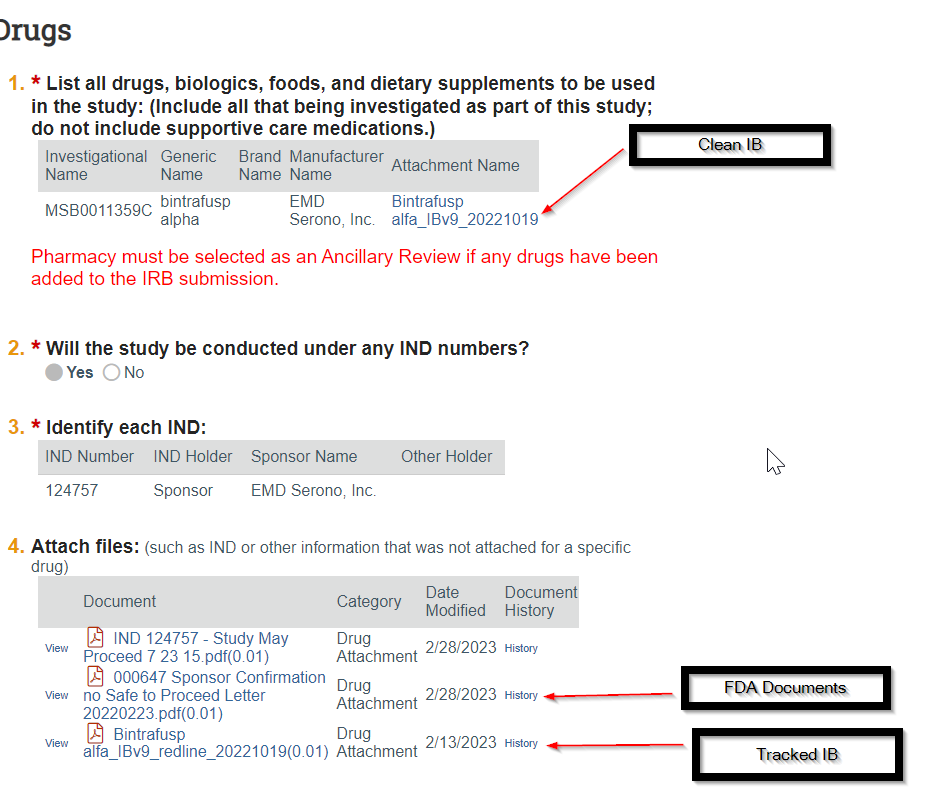 Drugs
1. * List all drugs, biologics, foods, and dietary supplements to be used
in the study: (Include all that being investigated as part of this study;
do not include supportive care medications.)
Clean IB
Investigational Name Generic Name Brand Name Manufacturer Name Attachment Name
MSB0011359C bintrafusp alpha EMD Serono, Inc. Bintrafusp alfa_IBv9_20221019
Pharmacy must be selected as an Ancillary Review if any drugs have been
added to the IRB submission.
2. * Will the study be conducted under any IND numbers?
Yes No
3. * Identify each IND:
IND Number IND Holder Sponsor Name Other Holder
124757 Sponsor EMD Serono, Inc.
4. Attach files: (such as IND or other information that was not attached for a specific
drug)
Document Category Date Modified Document History
View IND 124757 - Study May Proceed 7 23 15.pdf(0.01) Drug Attachment 2/28/2023 History
View 000647 Sponsor Confirmation no Safe to Proceed Letter 20220223.pdf(0.01) Drug Attachment 2/28/2023 History
FDA Documents
View Bintrafusp alfa_IBv9_redline_20221019(0.01) Drug Attachment 2/13/2023 History
Tracked IB